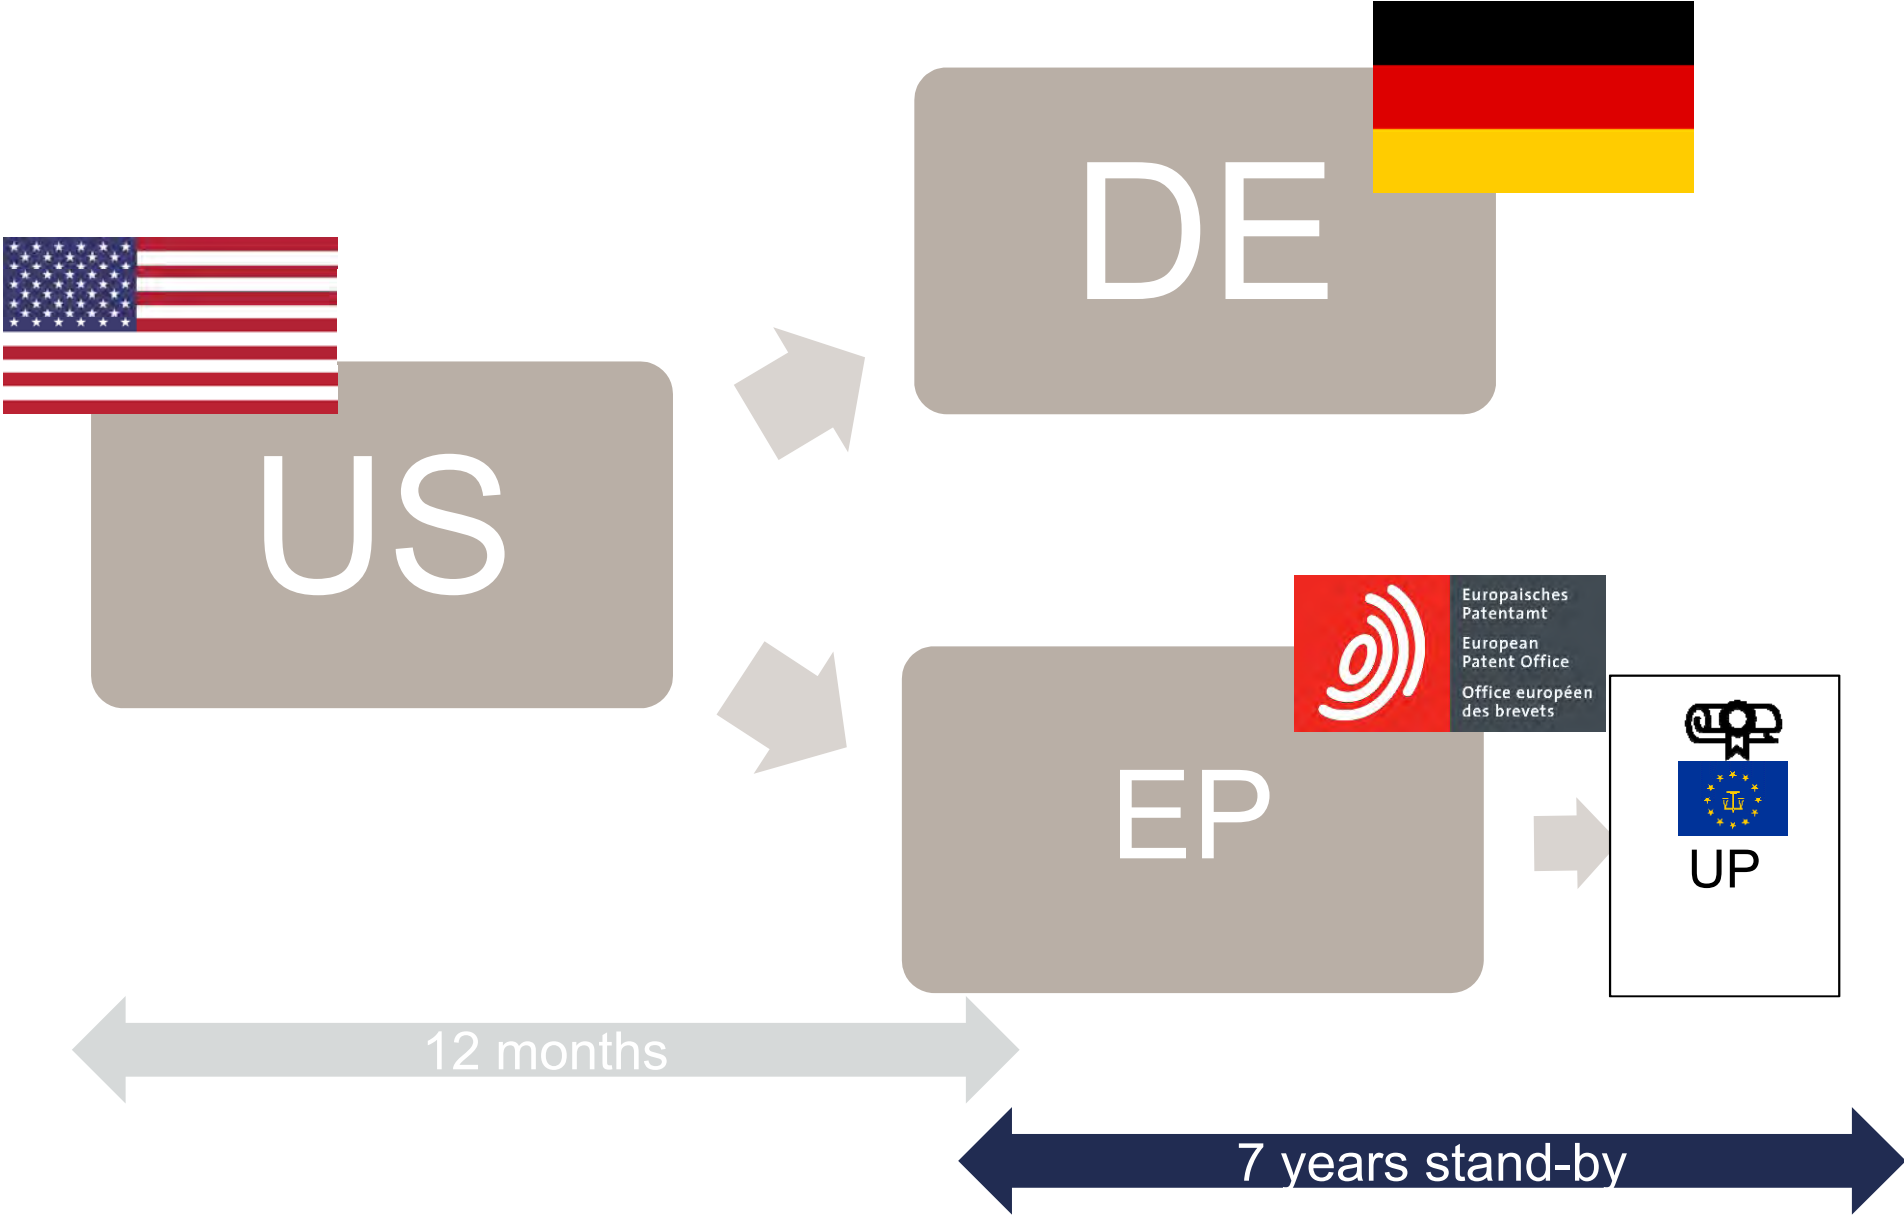 DE
US
Europaisches
Patentamt
European
Patent Office
Office européen
des brevets
EP
UP
12 months
7 years stand-by